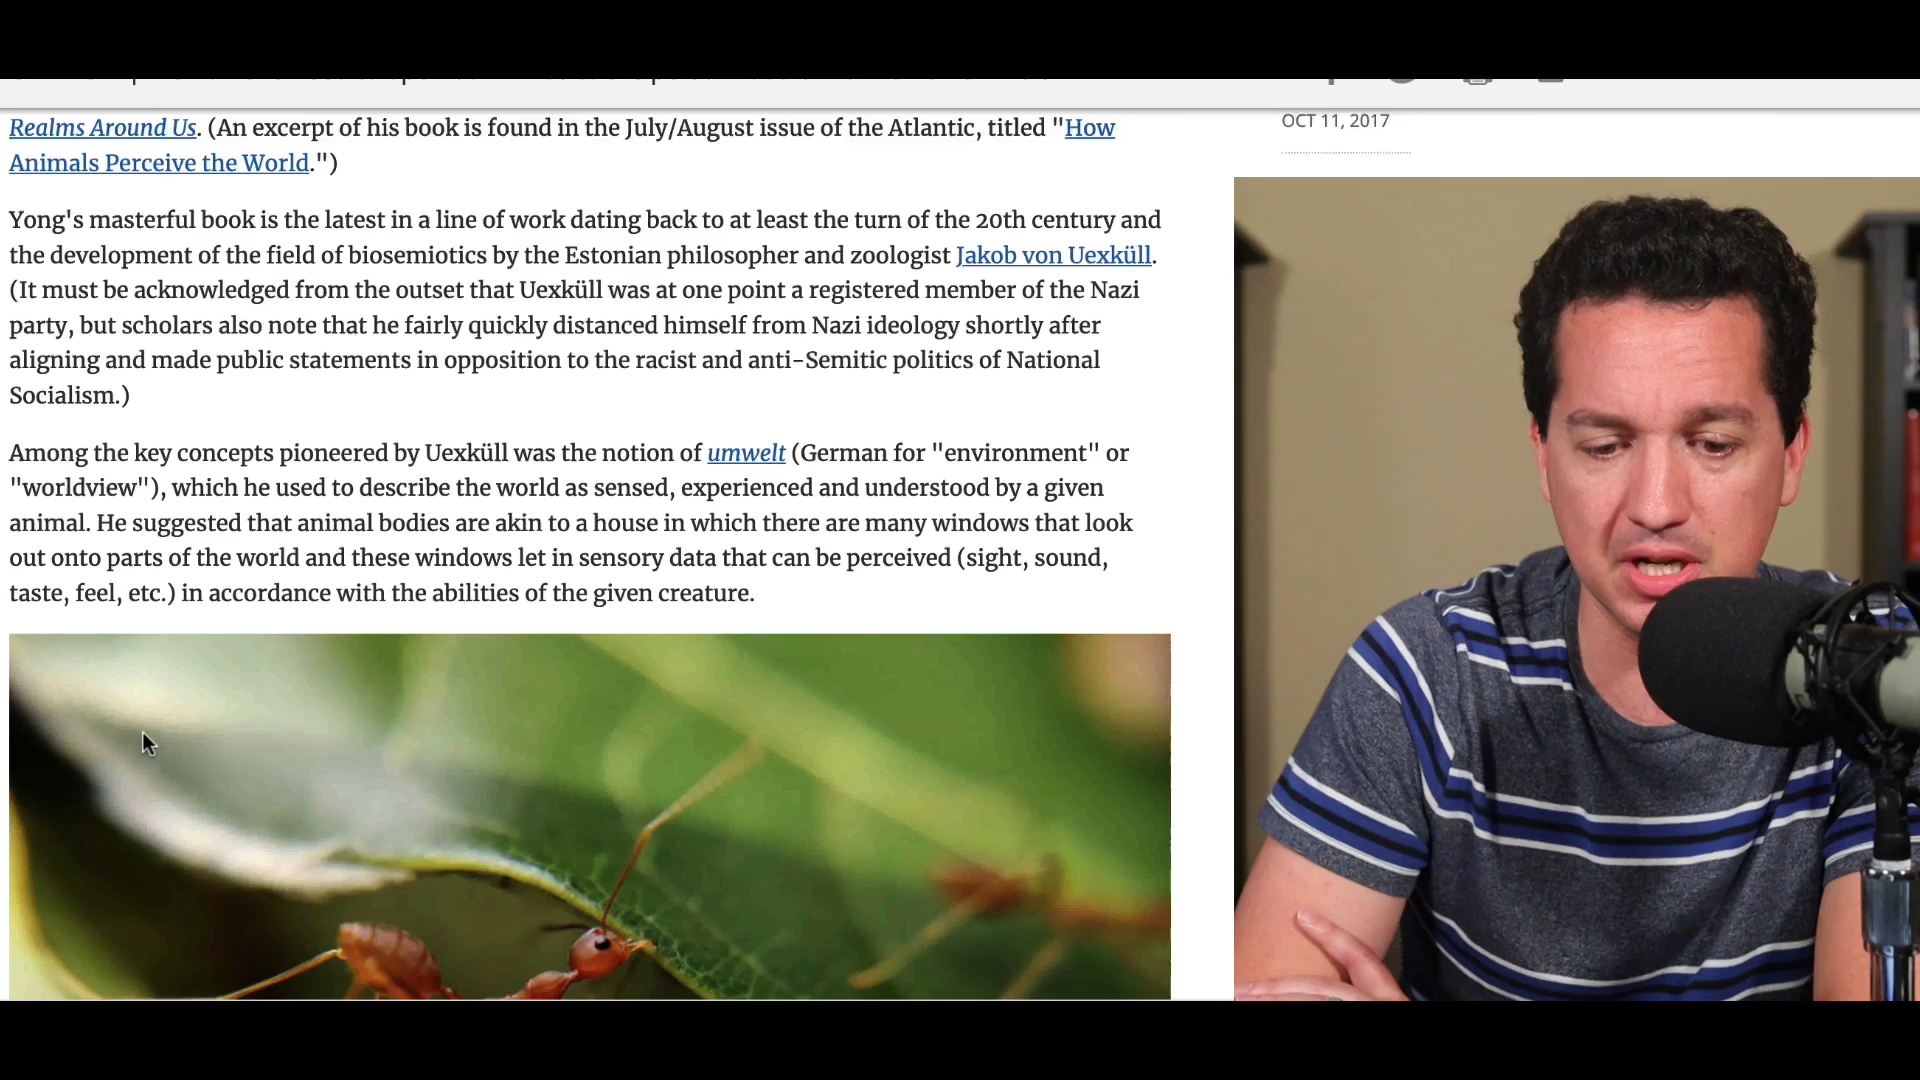 Realms Around Us. (An excerpt of his book is found in the July/August issue of the Atlantic, titled "How
Animals Perceive the World.")
Yong's masterful book is the latest in a line of work dating back to at least the turn of the 20th century and
the development of the field of biosemiotics by the Estonian philosopher and zoologist Jakob von Uexküll.
(It must be acknowledged from the outset that Uexküll was at one point a registered member of the Nazi
party, but scholars also note that he fairly quickly distanced himself from Nazi ideology shortly after
aligning and made public statements in opposition to the racist and anti-Semitic politics of National
Socialism.)
Among the key concepts pioneered by Uexküll was the notion of umwelt (German for "environment" or
"worldview"), which he used to describe the world as sensed, experienced and understood by a given
animal. He suggested that animal bodies are akin to a house in which there are many windows that look
out onto parts of the world and these windows let in sensory data that can be perceived (sight, sound,
taste, feel, etc.) in accordance with the abilities of the given creature.
OCT 11, 2017